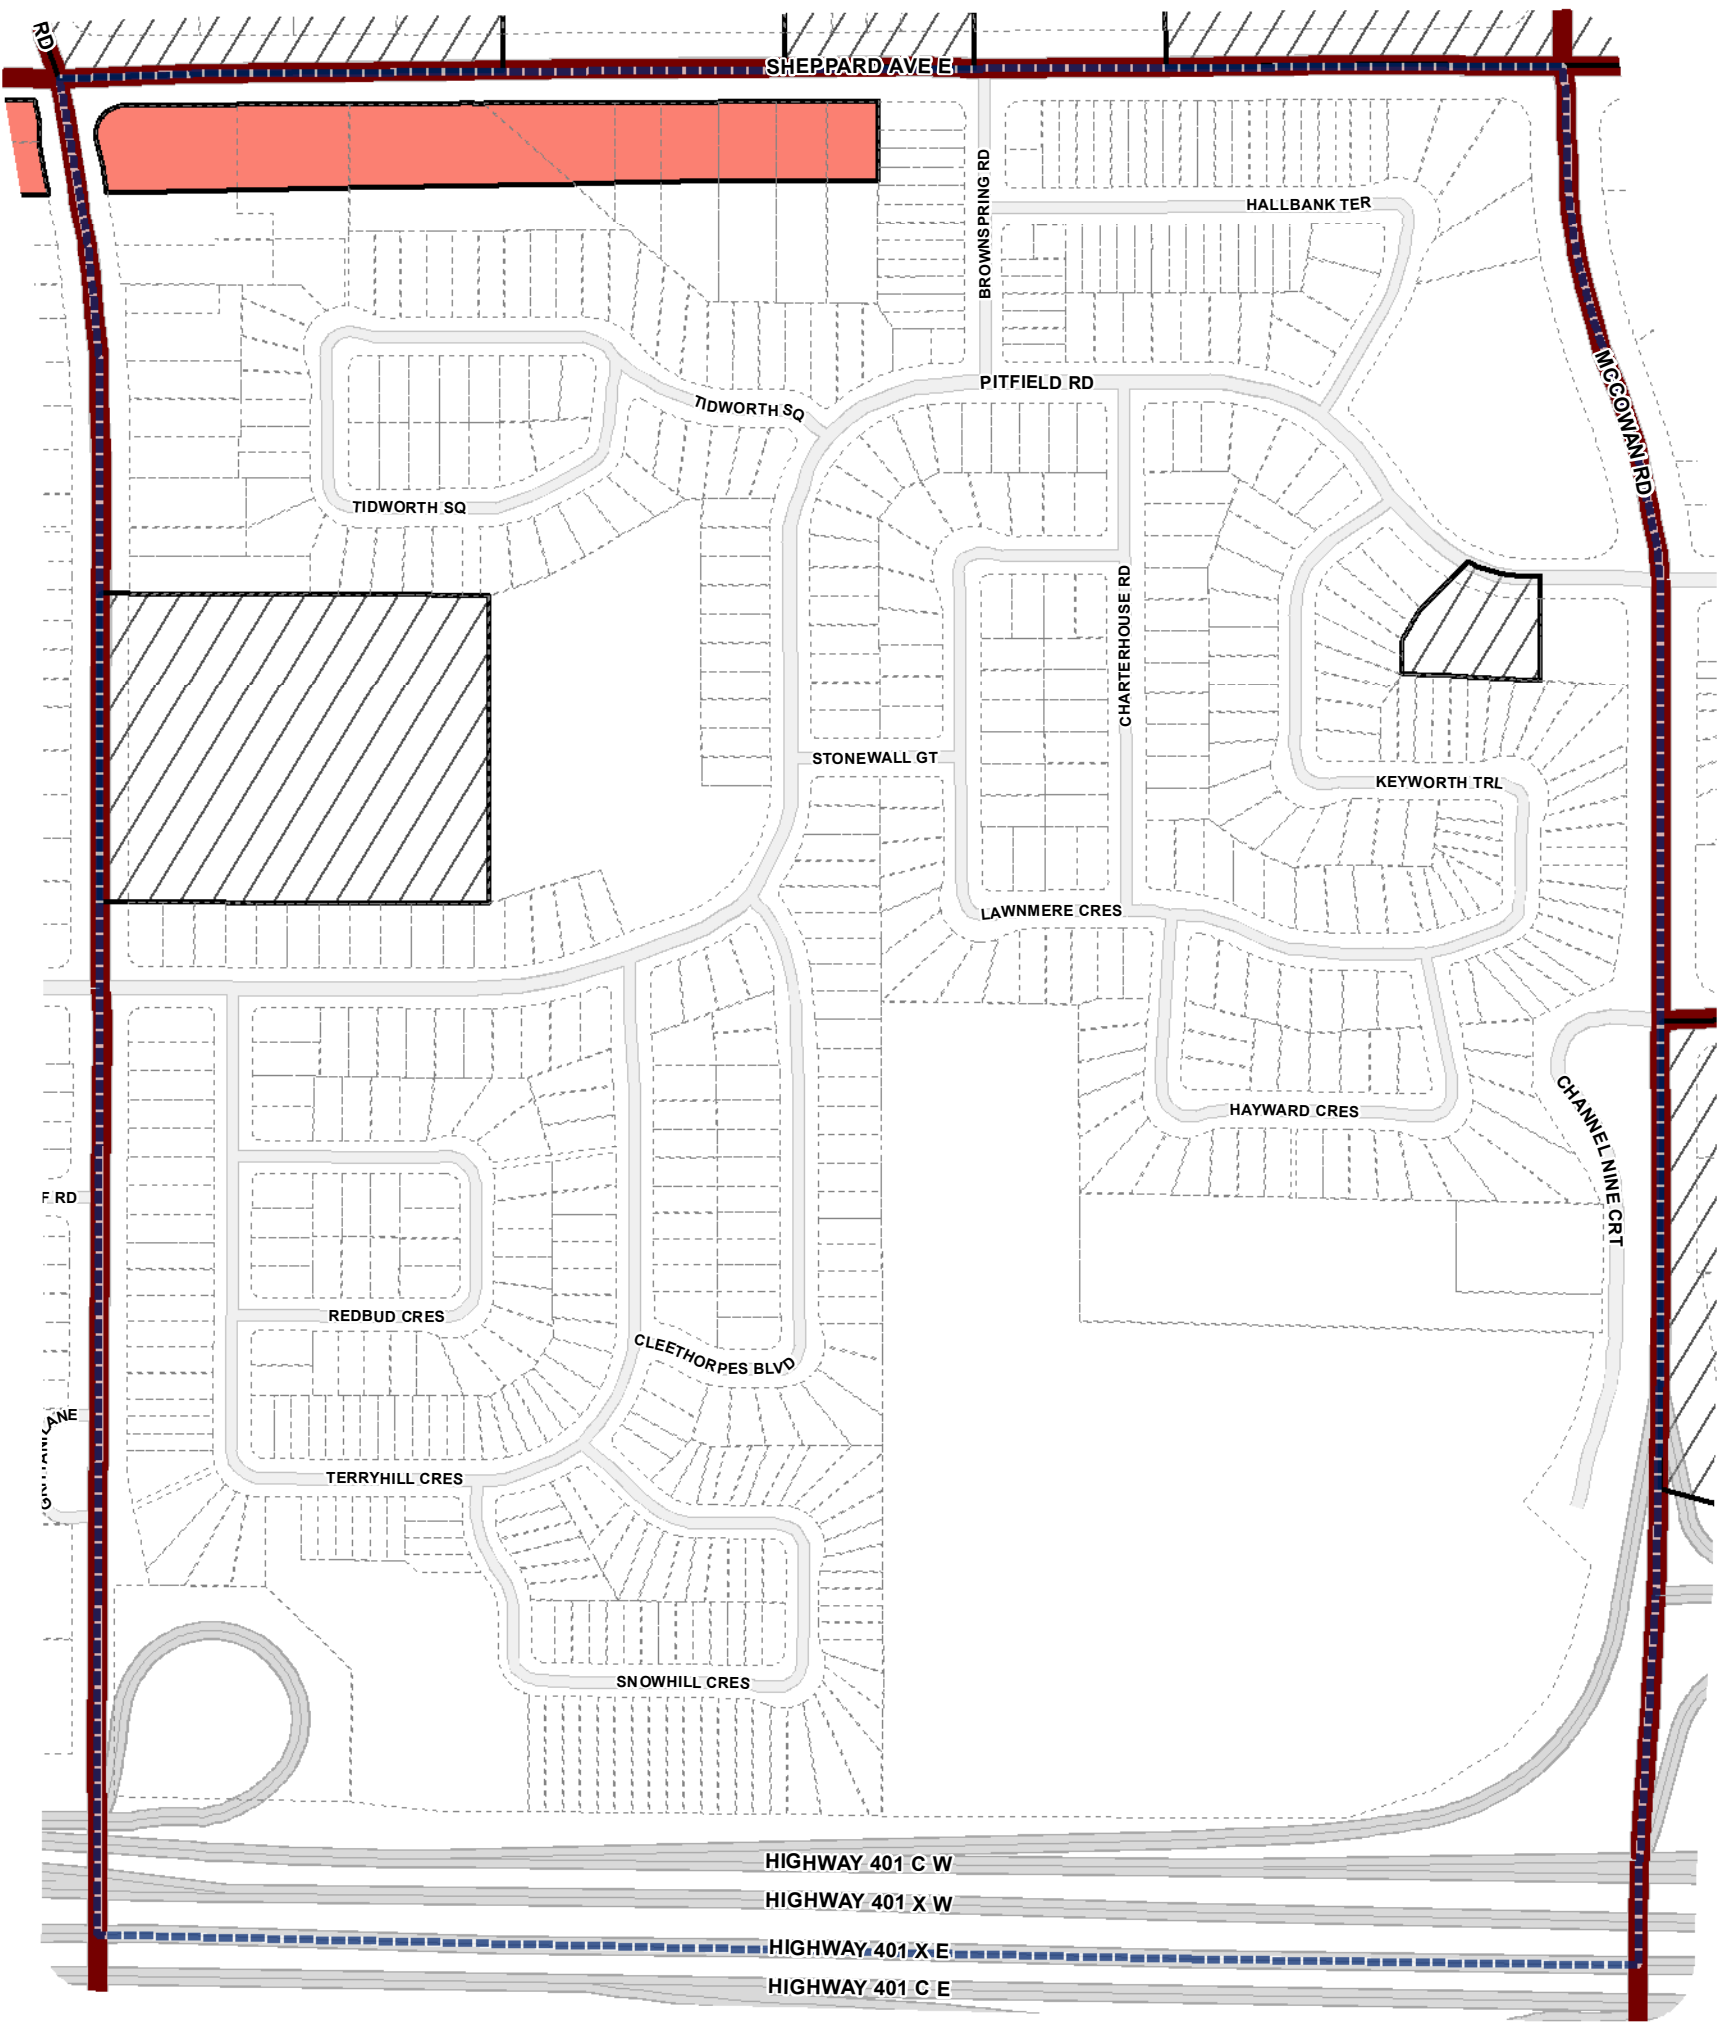 RD
SHEPPARD AVE E
BROWNSPRING RD
HALLBANK TER
PITFIELD RD
TIDWORTH SQ
MCCOWAN RD
TIDWORTH SQ
CHARTERHOUSE RD
STONEWALL GT
KEYWORTH TRL
LAWNMERE CRES
HAYWARD CRES
CHANNEL NINE CRT
F RD
REDBUD CRES
CLEETHORPES BLVD
ANE
TERRYHILL CRES
SNOWHILL CRES
HIGHWAY 401 C W
HIGHWAY 401 X W
HIGHWAY 401 X E
HIGHWAY 401 C E